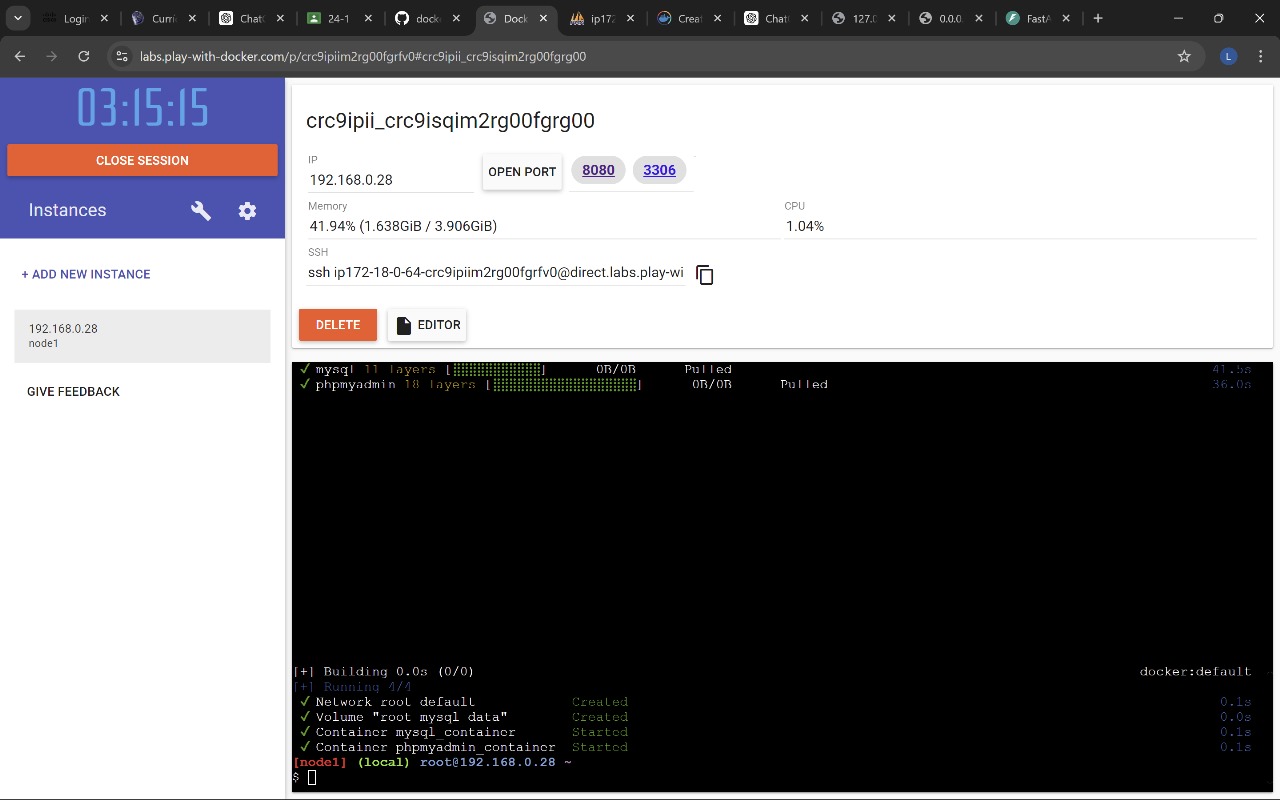 Login
Curric
ChatG
24-1
docke
Dock
ip172
Creat
ChatG
127.0
0.0.0.
FastA
labs.play-with-docker.com/p/crc9ipiim2rg00fgrfv0#crc9ipii_crc9isqim2rg00fgrg00
L
03:15:15
CLOSE SESSION
Instances
+ ADD NEW INSTANCE
192.168.0.28
node1
GIVE FEEDBACK
crc9ipii_crc9isqim2rg00fgrg00
IP
192.168.0.28
OPEN PORT
8080
3306
Memory
41.94% (1.638GiB / 3.906GiB)
CPU
1.04%
SSH
ssh ip172-18-0-64-crc9ipiim2rg00fgrfv0@direct.labs.play-wi
DELETE
EDITOR
✓ mysql 11 layers [⣿⣿⣿⣿⣿⣿⣿⣿⣿⣿⣿] 0B/0B Pulled 41.5s
✓ phpmyadmin 18 layers [⣿⣿⣿⣿⣿⣿⣿⣿⣿⣿⣿⣿⣿⣿⣿⣿⣿⣿] 0B/0B Pulled 36.0s
[+] Building 0.0s (0/0) docker:default
[+] Running 4/4
✓ Network root_default Created 0.1s
✓ Volume "root_mysql_data" Created 0.0s
✓ Container mysql_container Started 0.1s
✓ Container phpmyadmin_container Started 0.1s
[node1] (local) root@192.168.0.28 ~
$